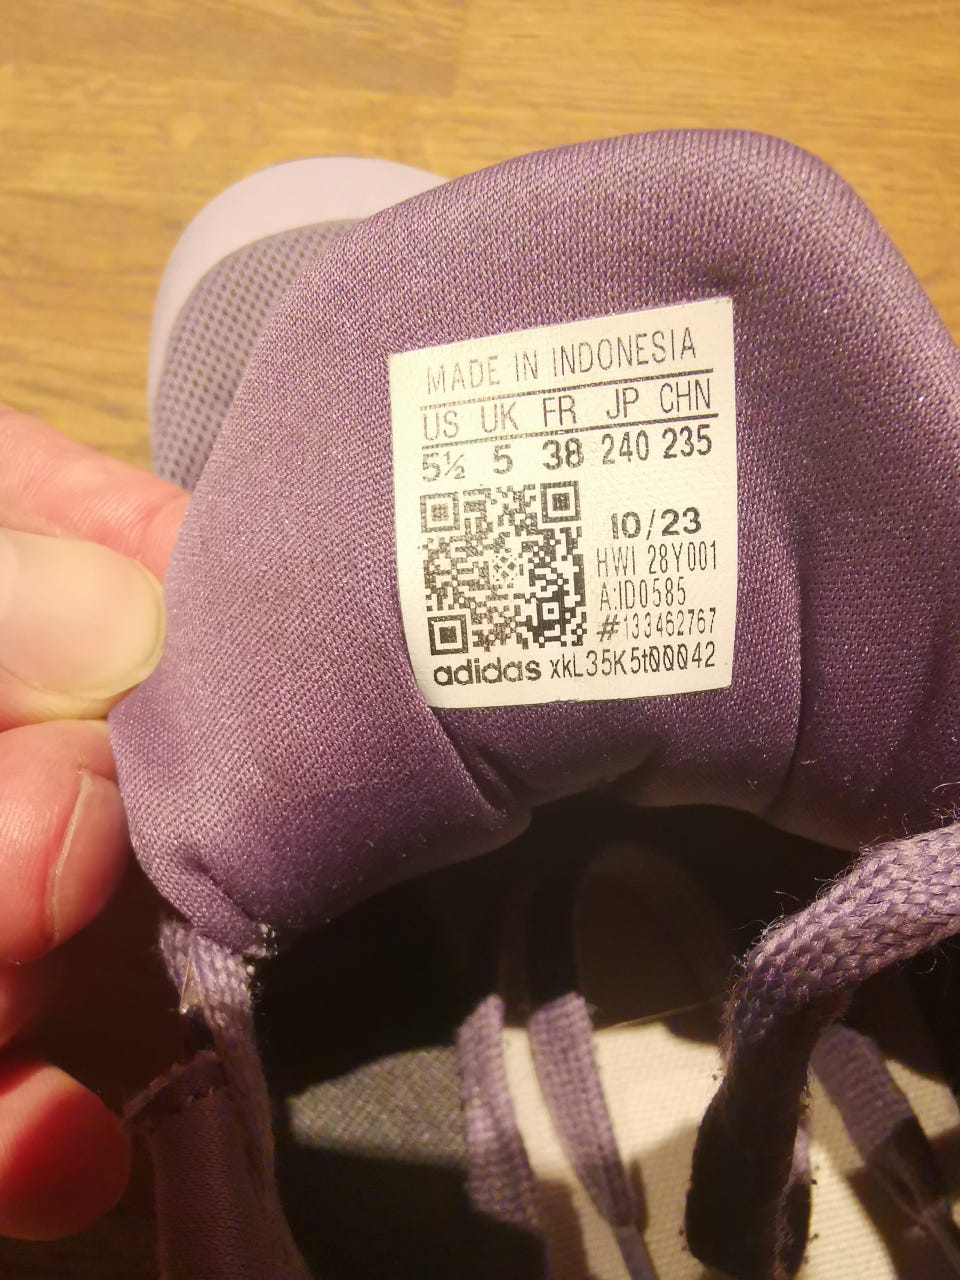 MADE IN INDONESIA
US UK FR JP CHN
5½ 5 38 240 235
10/23
HWI 28Y001
A:ID0585
#133462767
adidas xkL35K5t00042